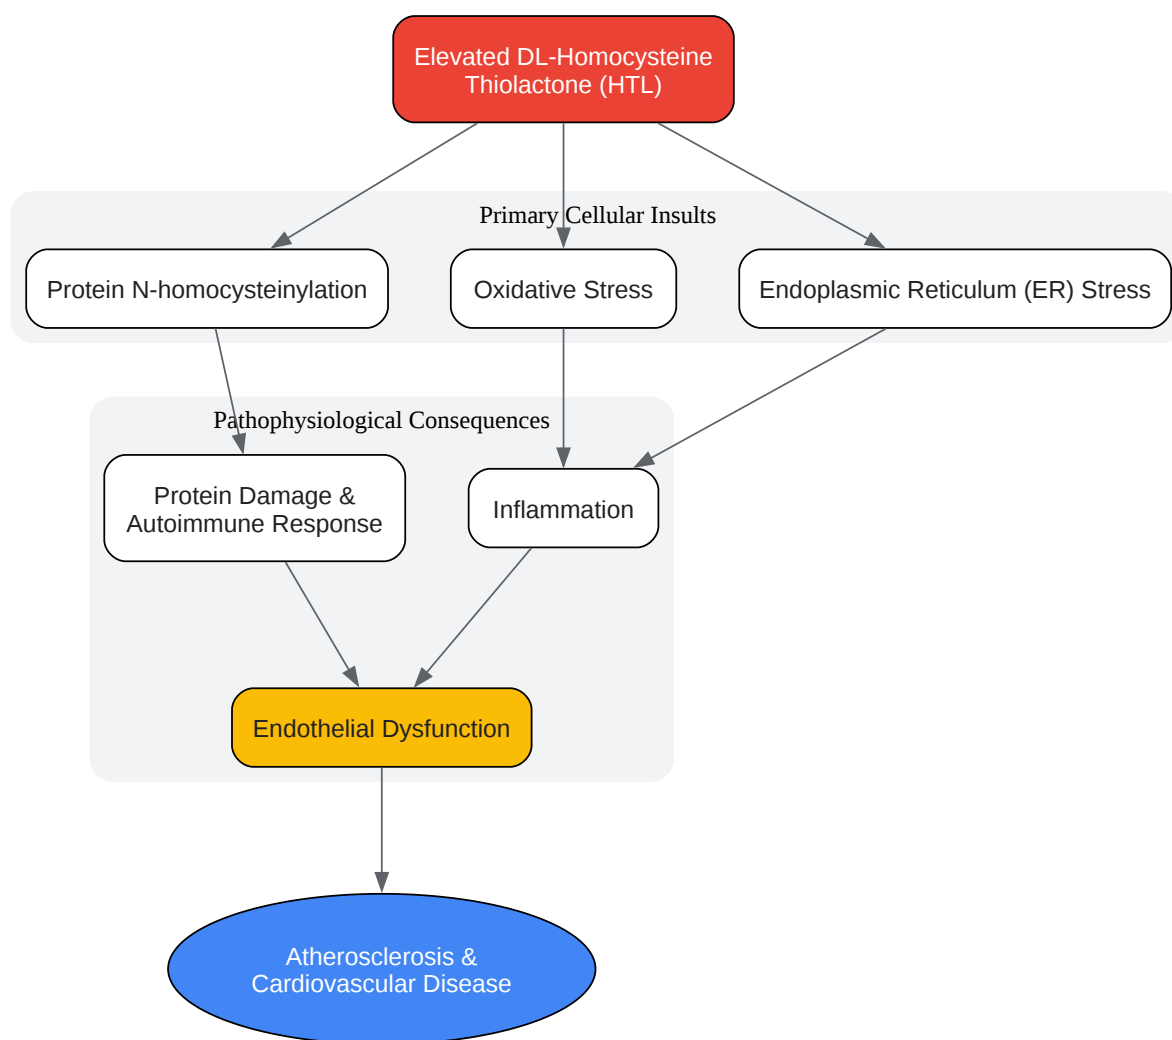 Elevated DL-Homocysteine
Thiolactone (HTL)
Primary Cellular Insults
Protein N-homocysteinylation
Oxidative Stress
Endoplasmic Reticulum (ER) Stress
Pathophysiological Consequences
Protein Damage &
Autoimmune Response
Inflammation
Endothelial Dysfunction
Atherosclerosis &
Cardiovascular Disease